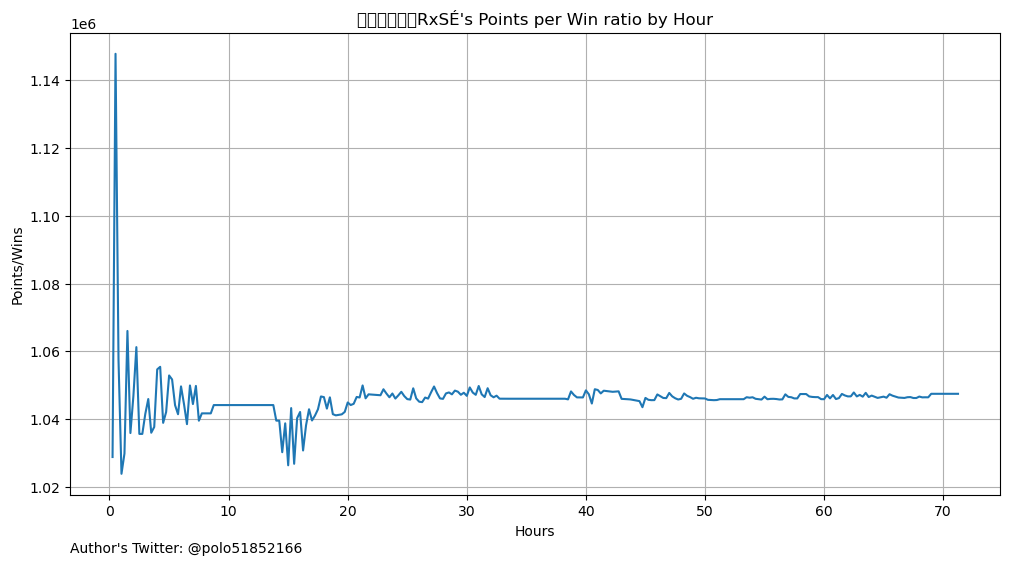 RxSÉ's Points per Win ratio by Hour
1e6
1.14
1.12
1.10
1.08
1.06
1.04
1.02
Points/Wins
0 10 20 30 40 50 60 70
Hours
Author's Twitter: @polo51852166